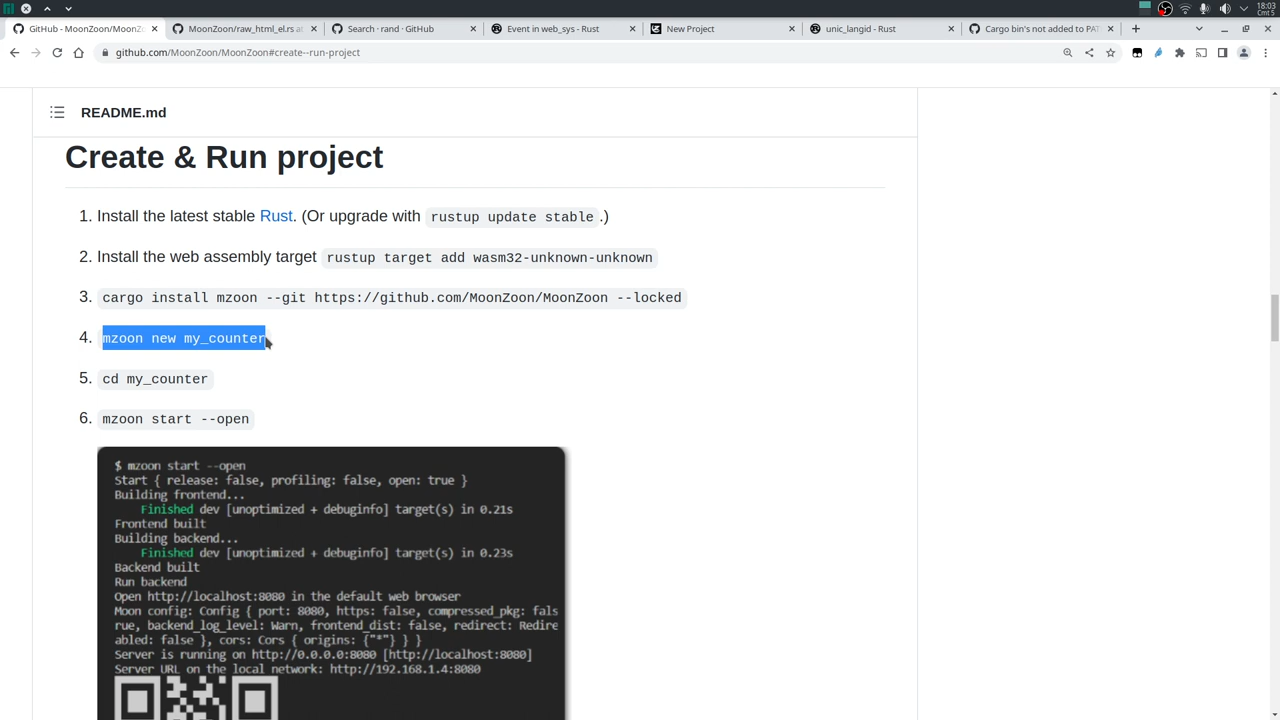 18:03
Cmt 5
GitHub - MoonZoon/MoonZo
MoonZoon/raw_html_el.rs at
Search · rand · GitHub
Event in web_sys - Rust
New Project
unic_langid - Rust
Cargo bin's not added to PAT
github.com/MoonZoon/MoonZoon#create--run-project
README.md
Create & Run project
1. Install the latest stable Rust. (Or upgrade with rustup update stable.)
2. Install the web assembly target rustup target add wasm32-unknown-unknown
3. cargo install mzoon --git https://github.com/MoonZoon/MoonZoon --locked
4. mzoon new my_counter
5. cd my_counter
6. mzoon start --open
$ mzoon start --open
Start { release: false, profiling: false, open: true }
Building frontend...
Finished dev [unoptimized + debuginfo] target(s) in 0.21s
Frontend built
Building backend...
Finished dev [unoptimized + debuginfo] target(s) in 0.23s
Backend built
Run backend
Open http://localhost:8080 in the default web browser
Moon config: Config { port: 8080, https: false, compressed_pkg: fals
rue, backend_log_level: Warn, frontend_dist: false, redirect: Redire
abled: false }, cors: Cors { origins: {"*"} } }
Server is running on http://0.0.0.0:8080 [http://localhost:8080]
Server URL on the local network: http://192.168.1.4:8080